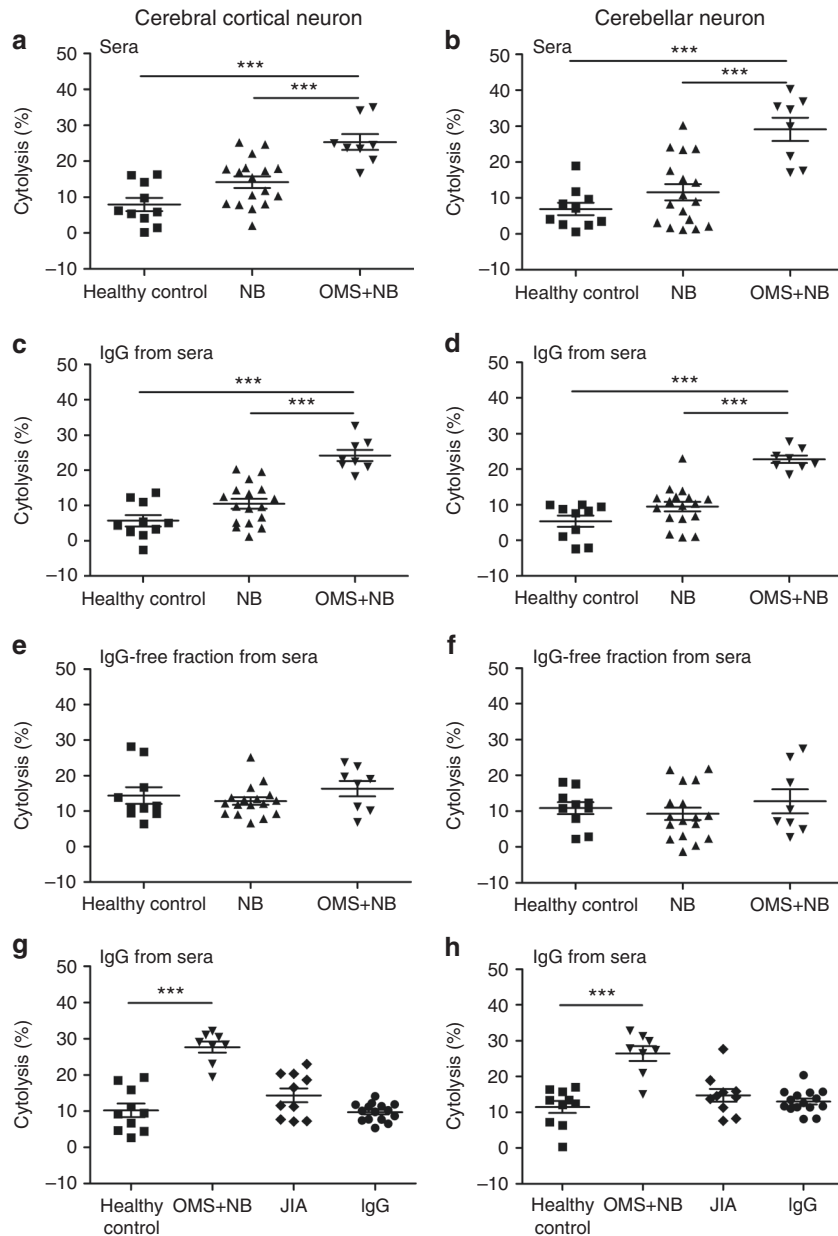 Cerebral cortical neuron
Cerebellar neuron
a
Sera
***
***
Cytolysis (%)
50
40
30
20
10
0
–10
Healthy control NB OMS+NB
b
Sera
***
***
Cytolysis (%)
50
40
30
20
10
0
–10
Healthy control NB OMS+NB
c
IgG from sera
***
***
Cytolysis (%)
50
40
30
20
10
0
–10
Healthy control NB OMS+NB
d
IgG from sera
***
***
Cytolysis (%)
50
40
30
20
10
0
–10
Healthy control NB OMS+NB
e
IgG-free fraction from sera
Cytolysis (%)
50
40
30
20
10
0
–10
Healthy control NB OMS+NB
f
IgG-free fraction from sera
Cytolysis (%)
50
40
30
20
10
0
–10
Healthy control NB OMS+NB
g
IgG from sera
***
Cytolysis (%)
50
40
30
20
10
0
–10
Healthy OMS+NB JIA IgG
control
h
IgG from sera
***
Cytolysis (%)
50
40
30
20
10
0
–10
Healthy OMS+NB JIA IgG
control